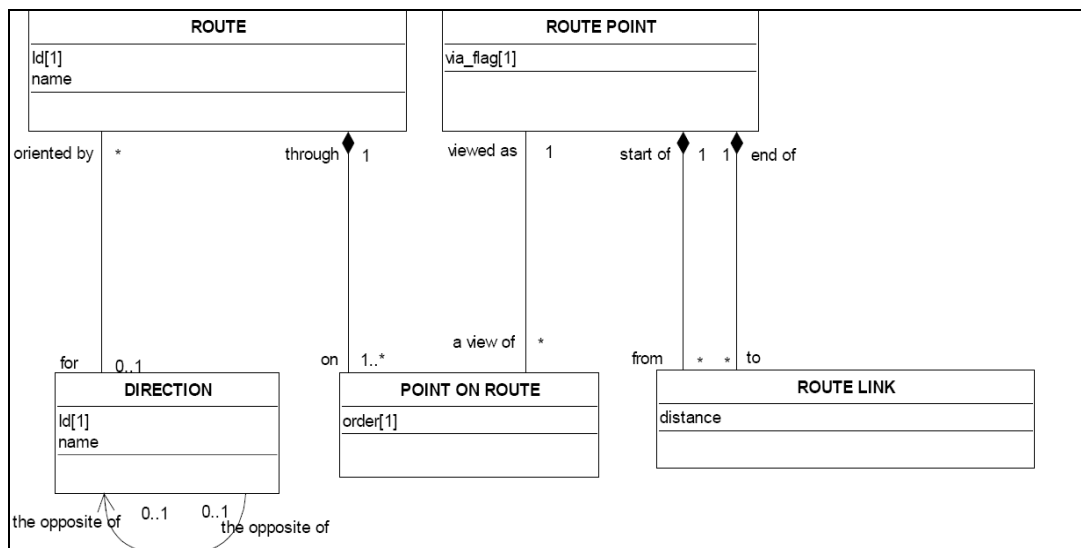 ROUTE
Id[1]
name
ROUTE POINT
via_flag[1]
oriented by *
through 1
viewed as 1
start of 1
1 end of
for 0..1
on 1..*
a view of *
from *
* to
DIRECTION
Id[1]
name
POINT ON ROUTE
order[1]
ROUTE LINK
distance
the opposite of 0..1
0..1 the opposite of